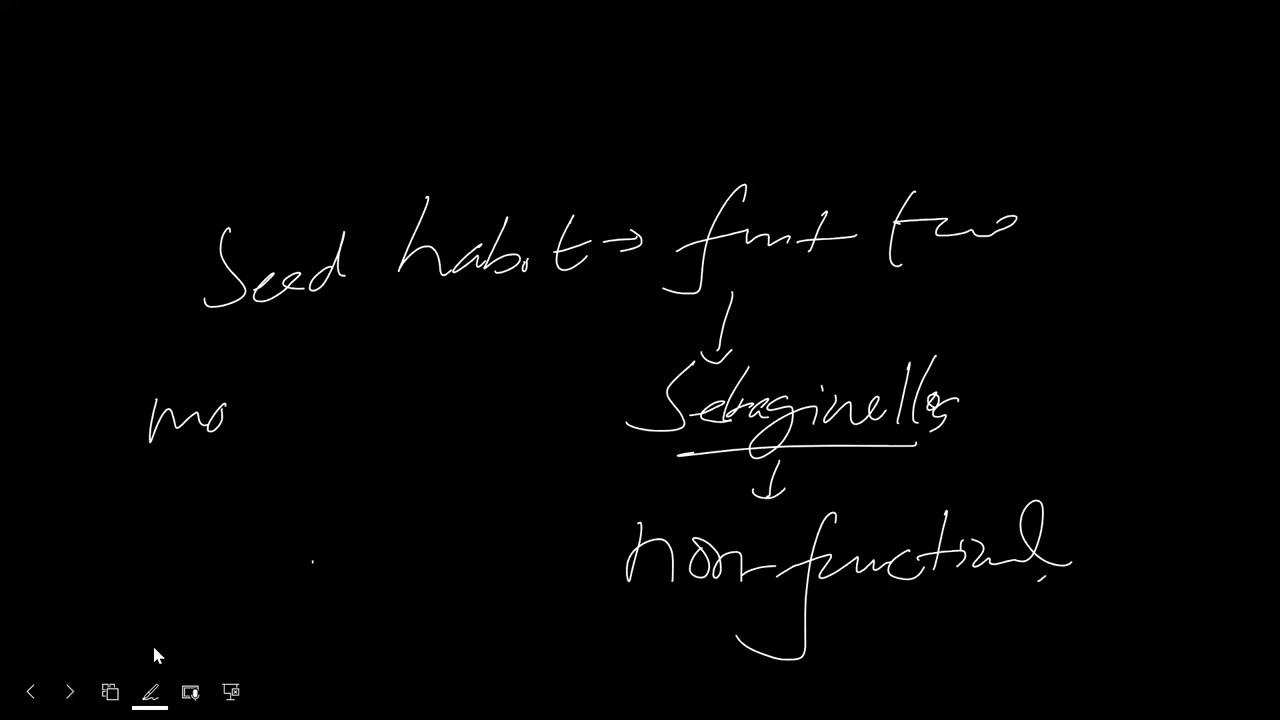 Seed habit → first two
↓
Selaginella
mo
↓
non-functional